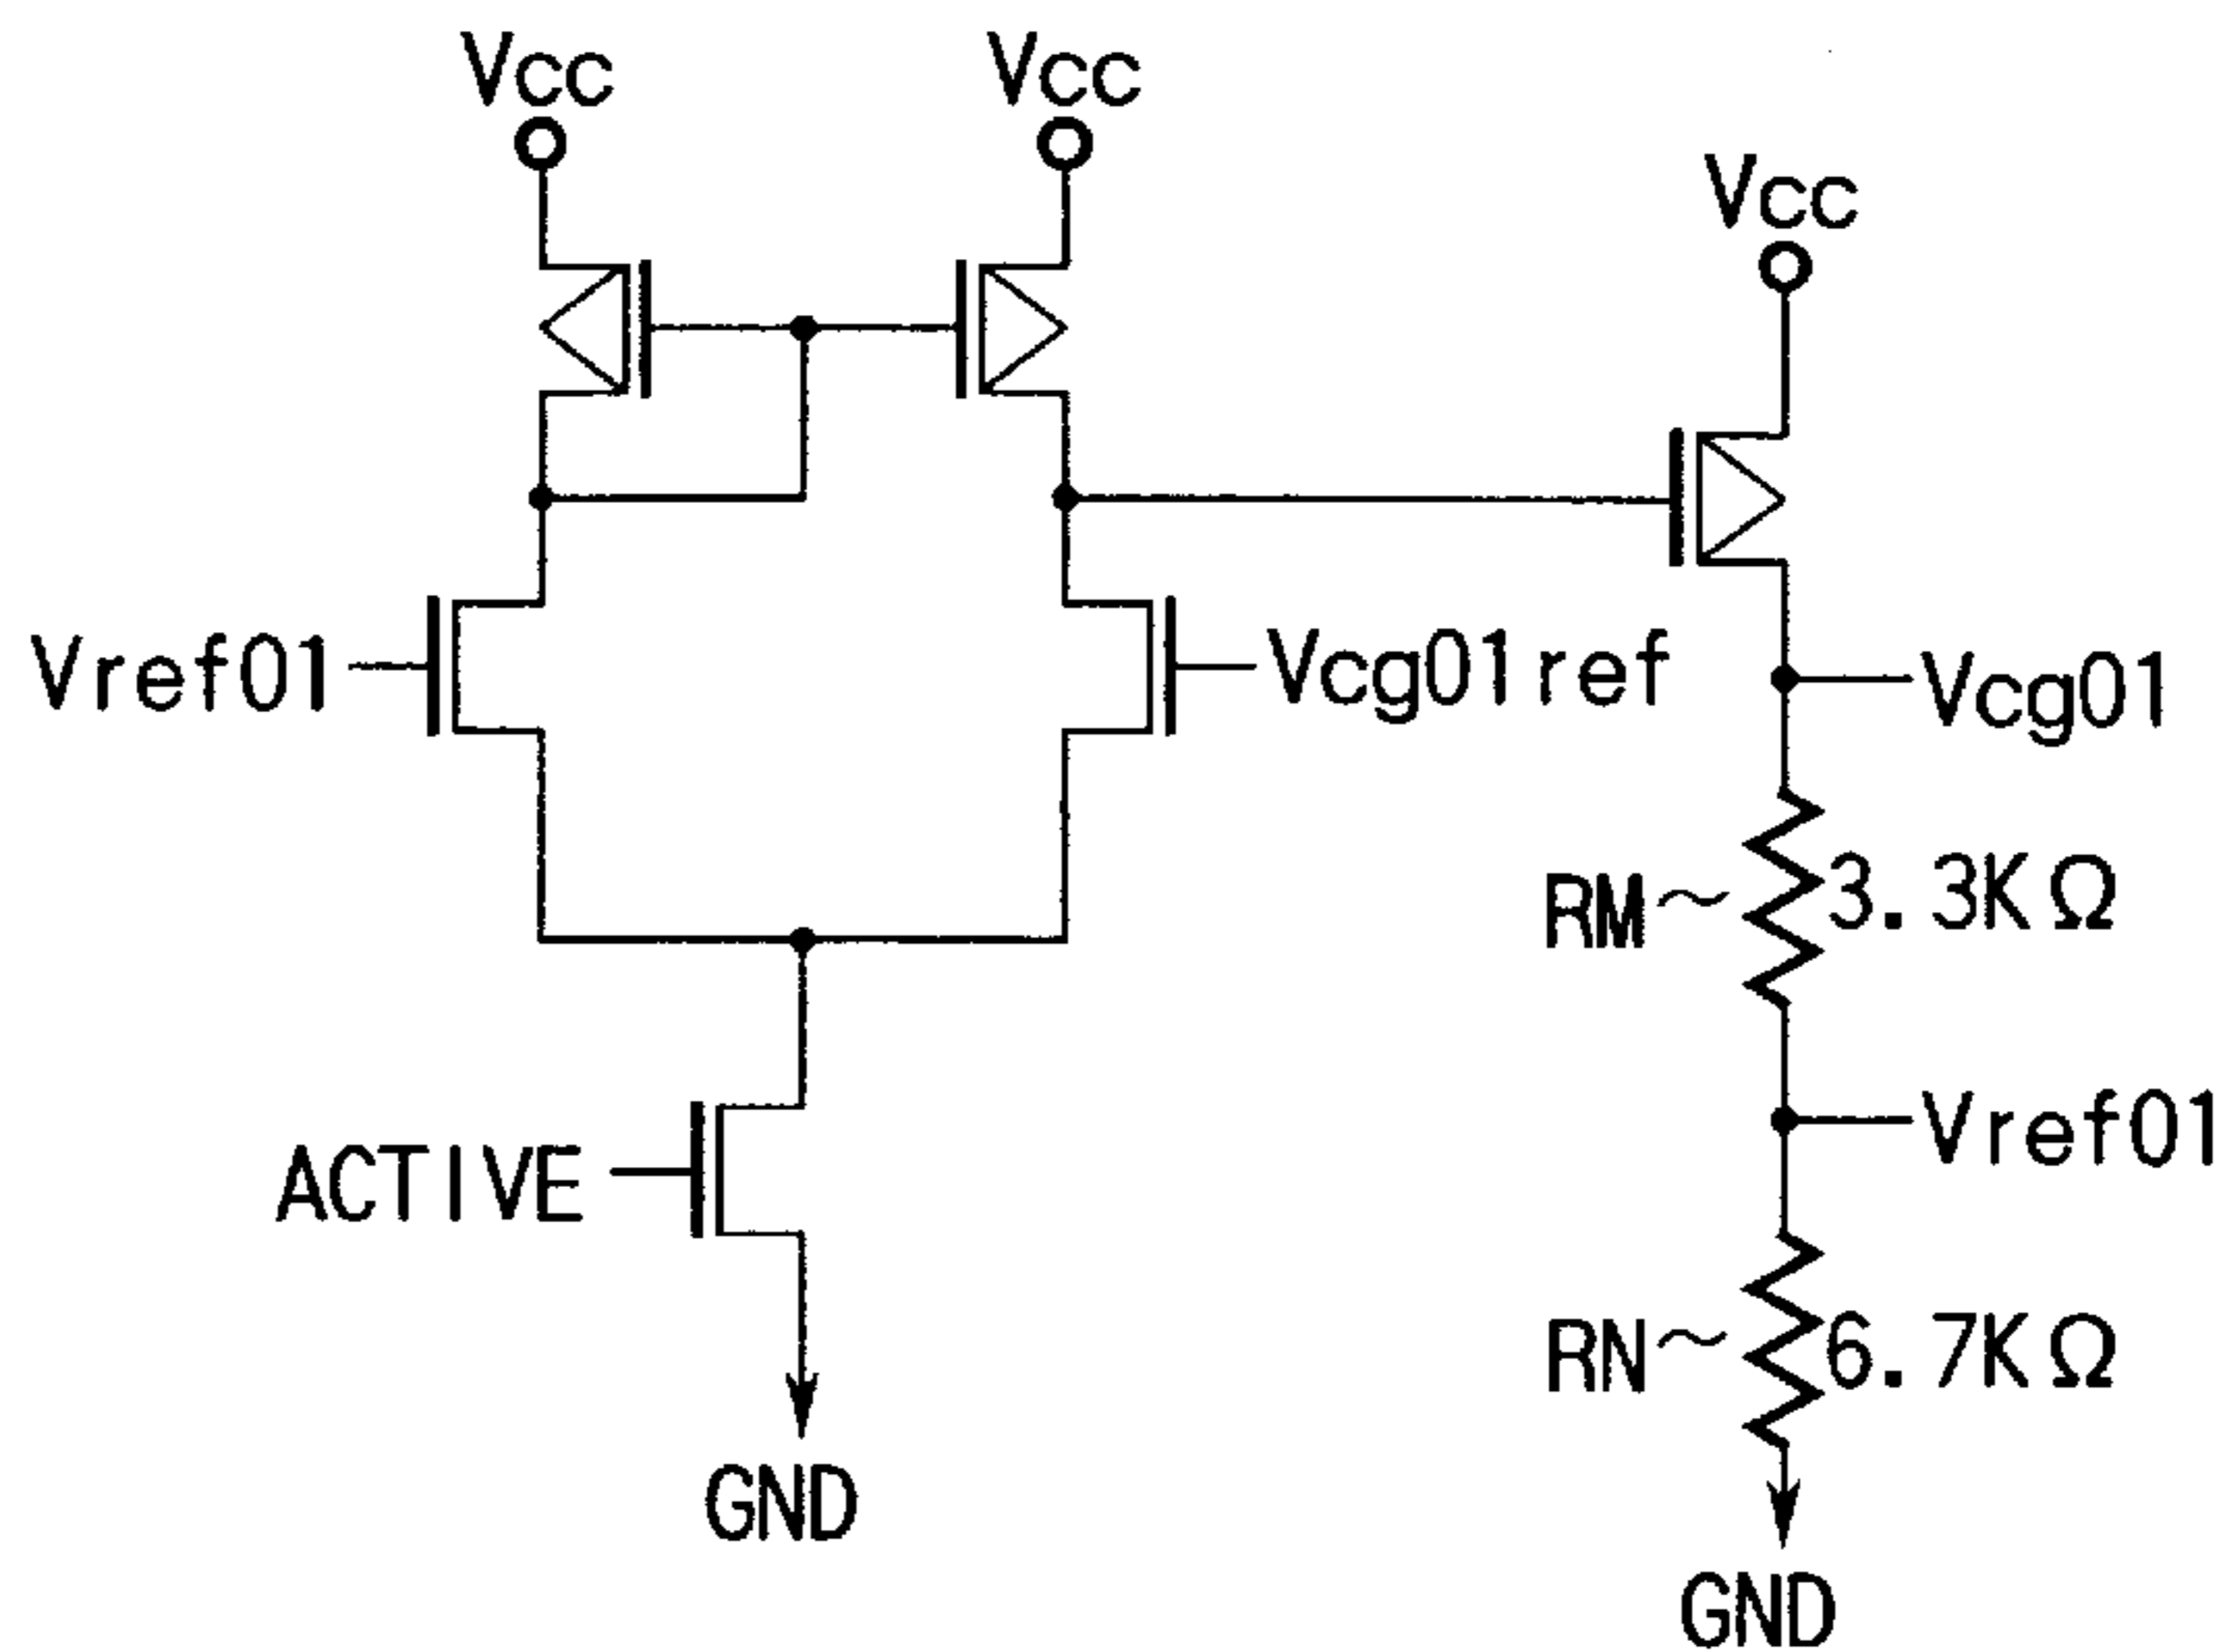 Vcc
Vcc
Vcc
Vref01
Vcg01ref
Vcg01
RM
3.3KΩ
Vref01
ACTIVE
RN
6.7KΩ
GND
GND